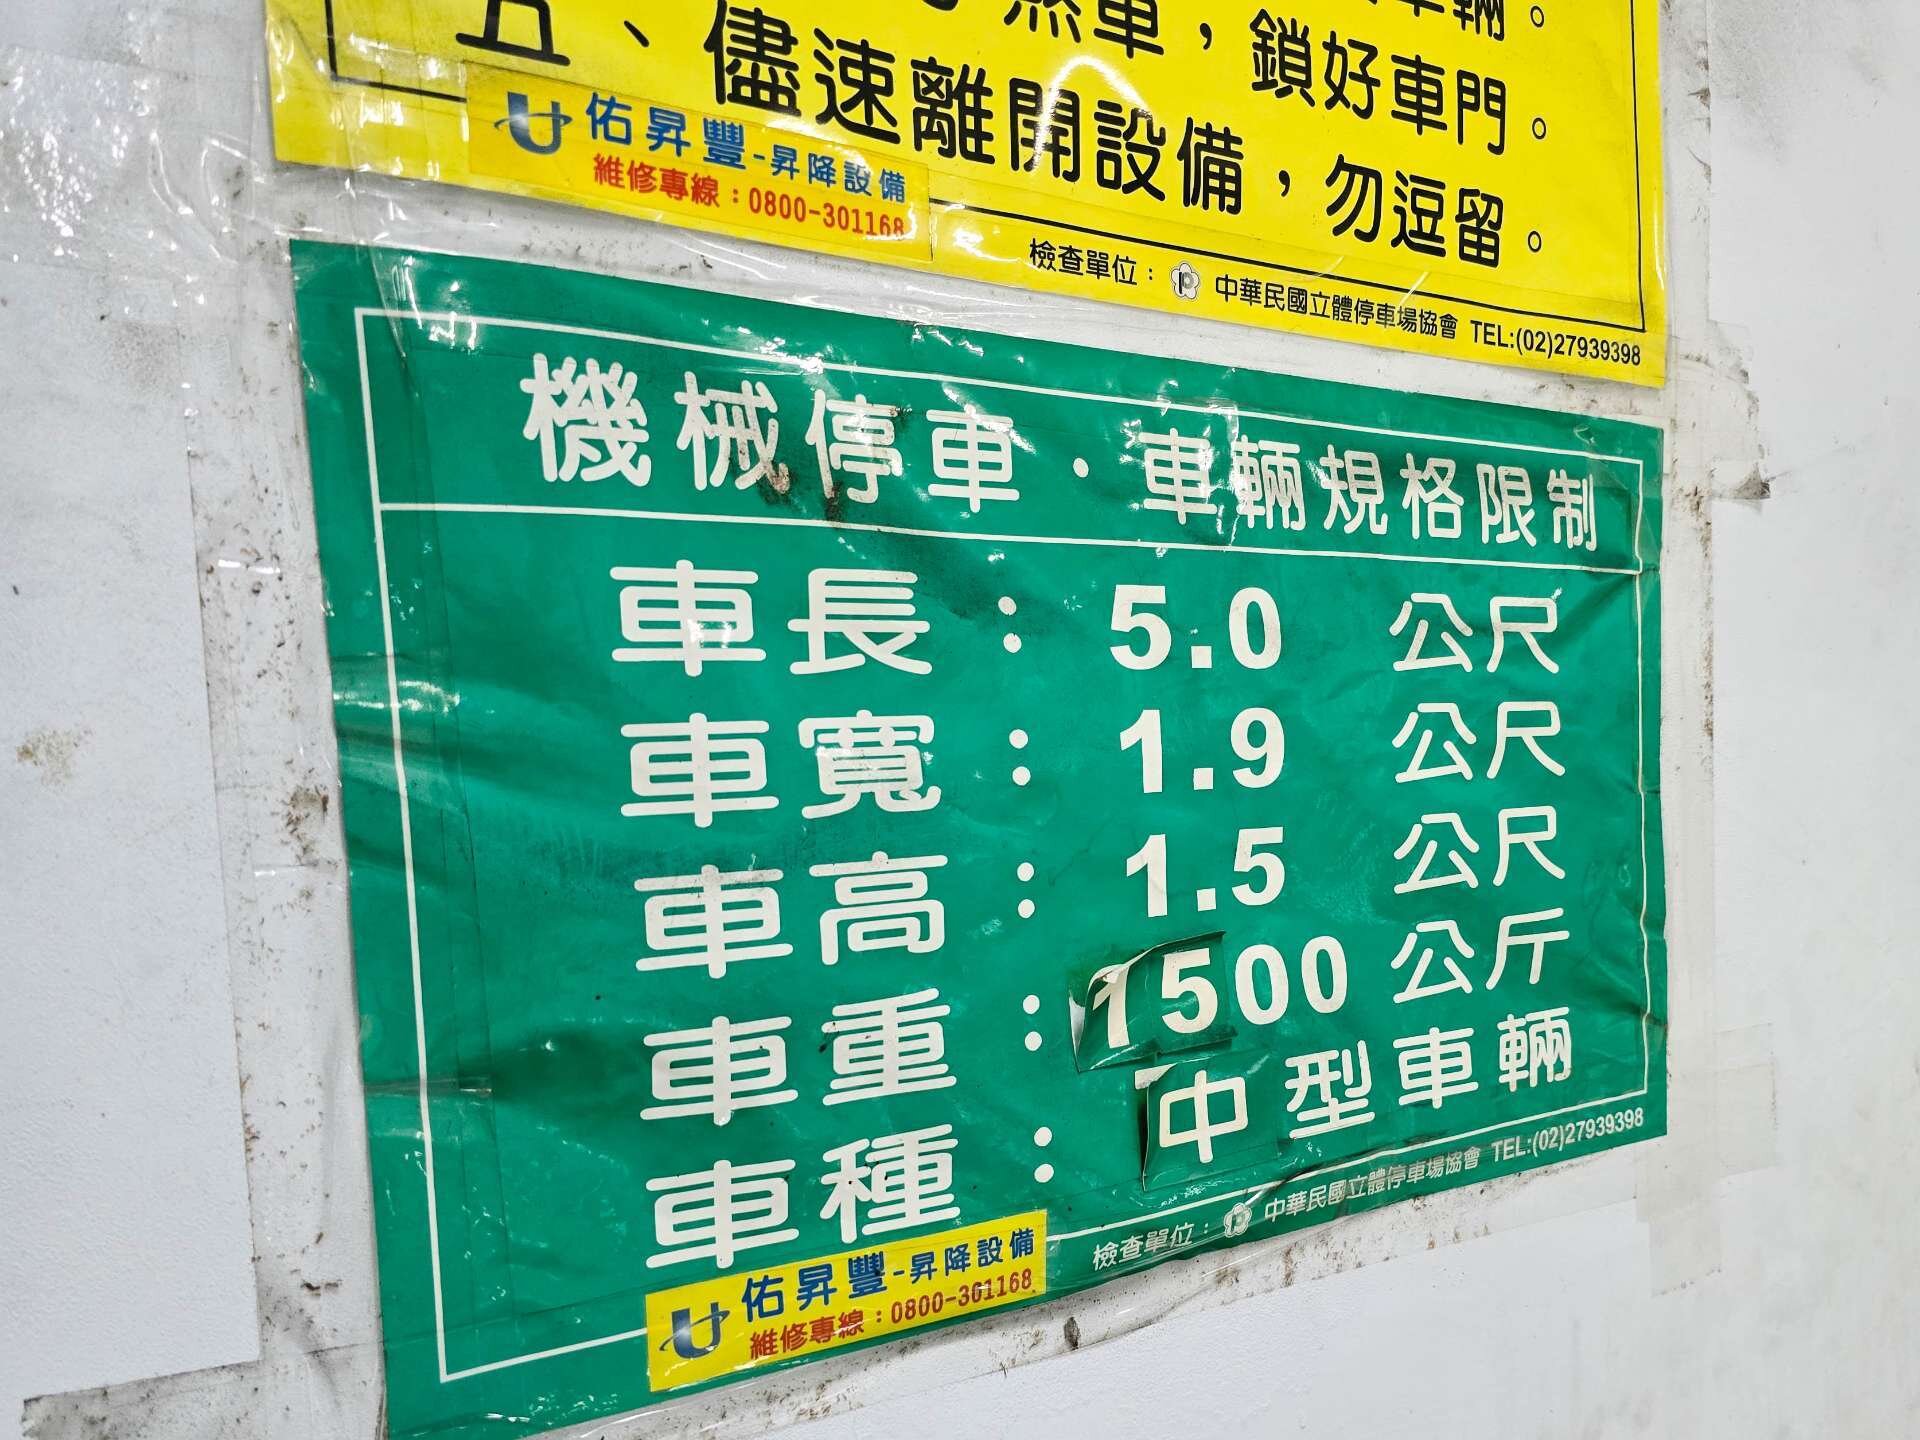 煞車，鎖好車門。
五、儘速離開設備，勿逗留。
佑昇豐-昇降設備
維修專線：0800-301168
檢查單位： 中華民國立體停車場協會 TEL:(02)27939398
機械停車·車輛規格限制
車長：5.0 公尺
車寬：1.9 公尺
車高：1.5 公尺
車重：1500 公斤
車種：中型車輛
檢查單位： 中華民國立體停車場協會 TEL:(02)27939398
佑昇豐-昇降設備
維修專線：0800-301168